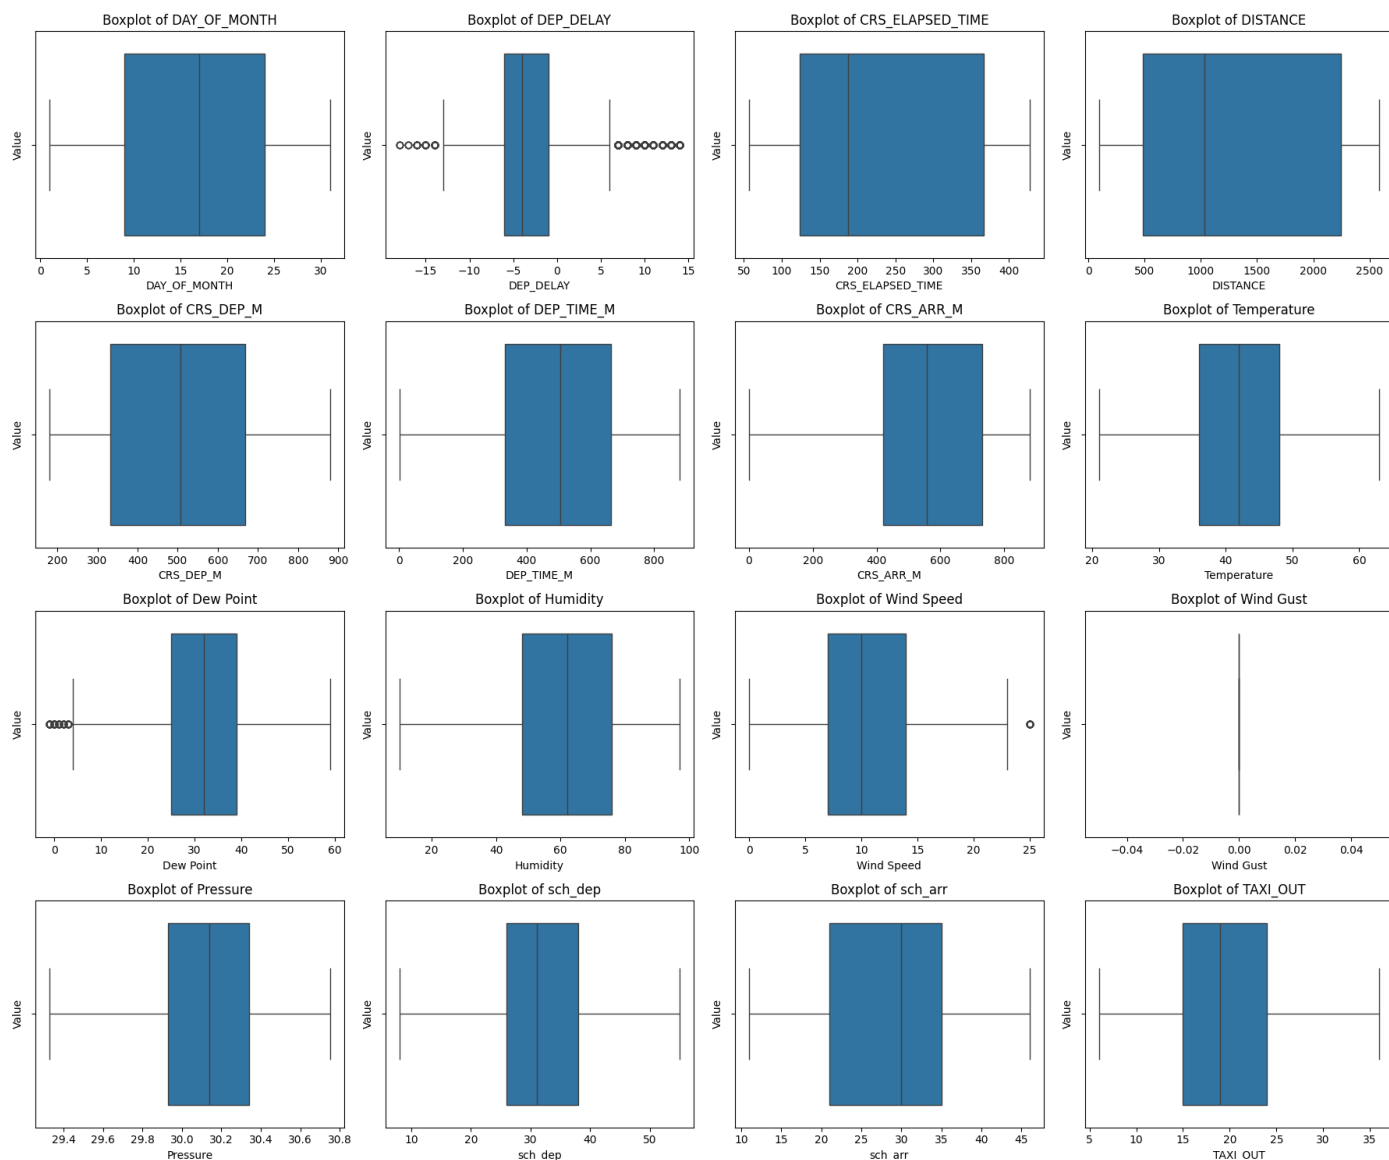 Boxplot of DAY_OF_MONTH
Value
0 5 10 15 20 25 30
DAY_OF_MONTH
Boxplot of DEP_DELAY
Value
−15 −10 −5 0 5 10 15
DEP_DELAY
Boxplot of CRS_ELAPSED_TIME
Value
50 100 150 200 250 300 350 400
CRS_ELAPSED_TIME
Boxplot of DISTANCE
Value
0 500 1000 1500 2000 2500
DISTANCE
Boxplot of CRS_DEP_M
Value
200 300 400 500 600 700 800 900
CRS_DEP_M
Boxplot of DEP_TIME_M
Value
0 200 400 600 800
DEP_TIME_M
Boxplot of CRS_ARR_M
Value
0 200 400 600 800
CRS_ARR_M
Boxplot of Temperature
Value
20 30 40 50 60
Temperature
Boxplot of Dew Point
Value
0 10 20 30 40 50 60
Dew Point
Boxplot of Humidity
Value
20 40 60 80 100
Humidity
Boxplot of Wind Speed
Value
0 5 10 15 20 25
Wind Speed
Boxplot of Wind Gust
Value
−0.04 −0.02 0.00 0.02 0.04
Wind Gust
Boxplot of Pressure
Value
29.4 29.6 29.8 30.0 30.2 30.4 30.6 30.8
Pressure
Boxplot of sch_dep
Value
10 20 30 40 50
sch_dep
Boxplot of sch_arr
Value
10 15 20 25 30 35 40 45
sch_arr
Boxplot of TAXI_OUT
Value
5 10 15 20 25 30 35
TAXI_OUT